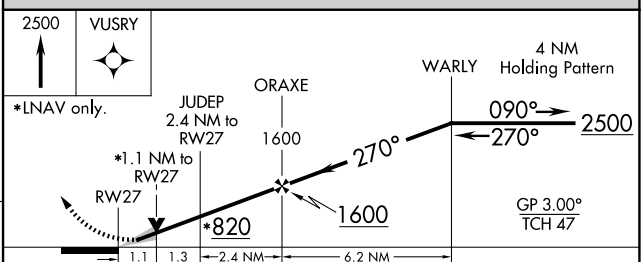 2500
VUSRY
*LNAV only.
4 NM
Holding Pattern
WARLY
ORAXE
JUDEP
2.4 NM to
RW27
1600
090°
2500
270°
270°
*1.1 NM to
RW27
RW27
*820
1600
GP 3.00°
TCH 47
1.1
1.3
2.4 NM
6.2 NM